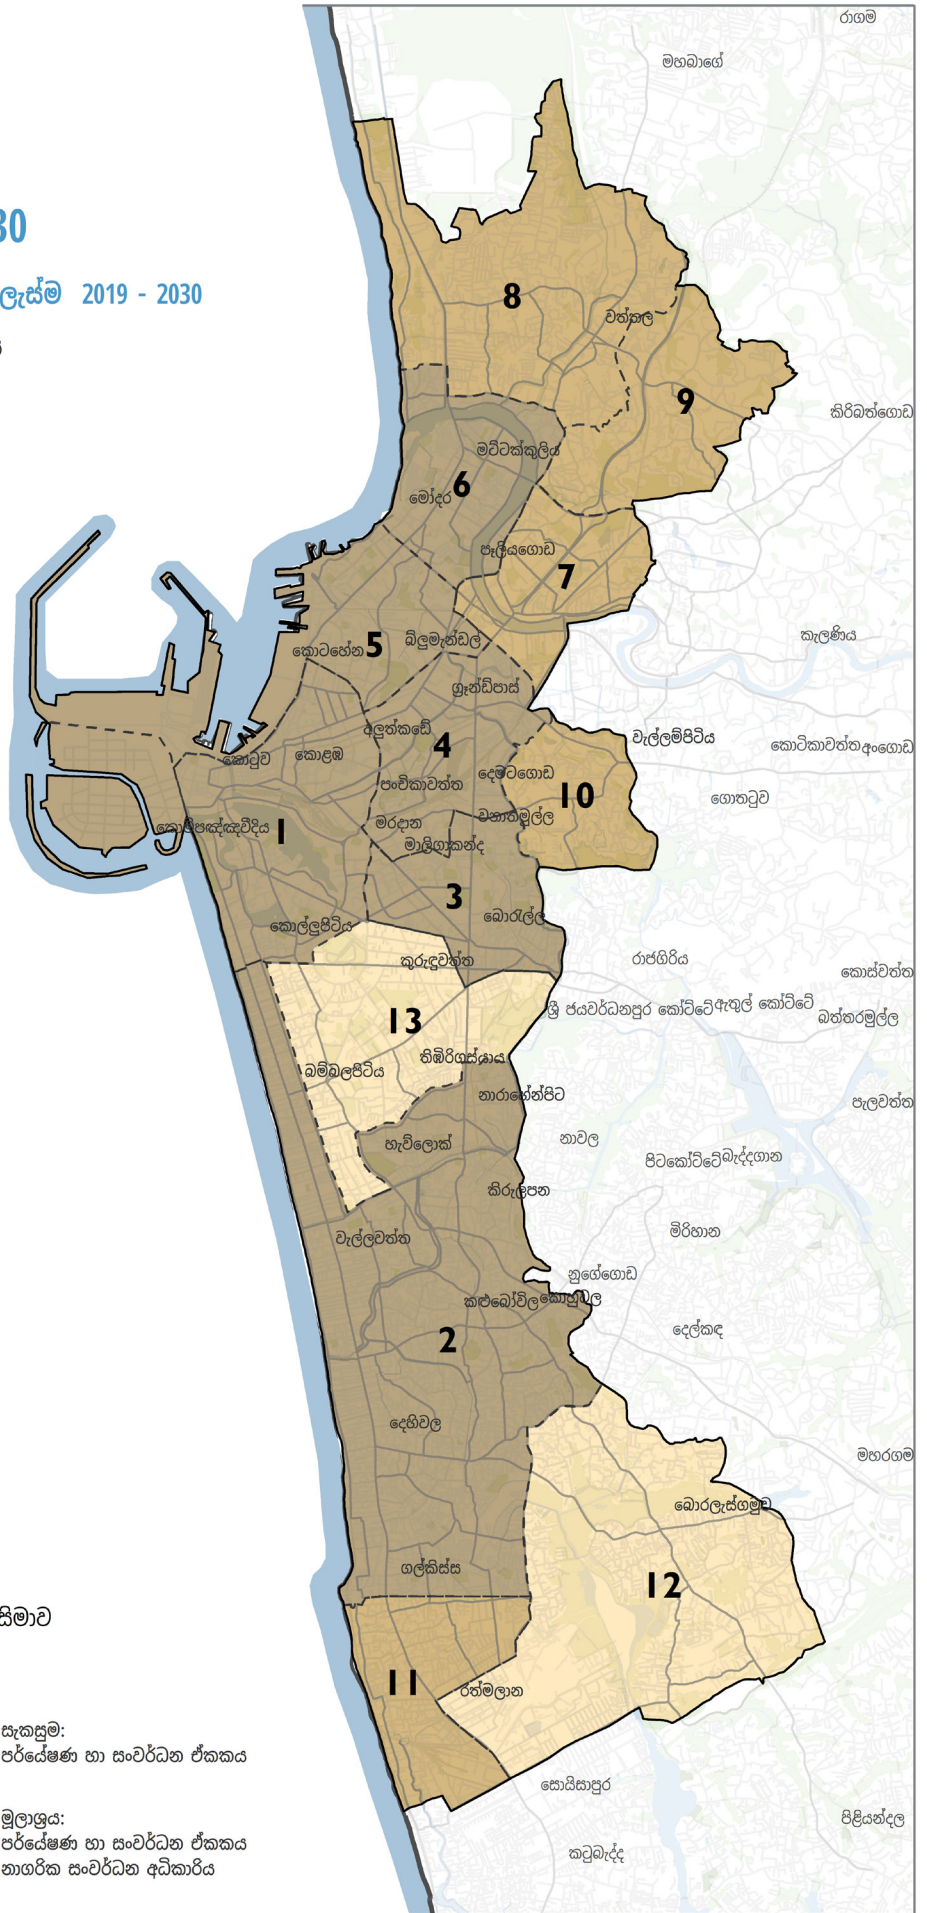 රාගම
මහබාගේ
30
ලැස්ම 2019 - 2030
8
වත්තල
9
කිරිබත්ගොඩ
මට්ටක්කුලිය
6
මෝදර
පෑලියගොඩ
7
කැලණිය
5
කොටහේන
බ්ලුමැන්ඩල්
ග්‍රෑන්ඩ්පාස්
අලුත්කඩේ
4
වැල්ලම්පිටිය
කොටිකාවත්ත
අංගොඩ
කොටුව
කොළඹ
දෙමටගොඩ
පංචිකාවත්ත
10
ගොතටුව
කොම්පඤ්ඤවීදිය
1
මරදාන
වනාතමුල්ල
මාලිගාකන්ද
3
බොරැල්ල
කොල්ලුපිටිය
කුරුඳුවත්ත
රාජගිරිය
කොස්වත්ත
13
ශ්‍රී ජයවර්ධනපුර කෝට්ටේ
ඇතුල් කෝට්ටේ
බත්තරමුල්ල
තිඹිරිගස්යාය
බම්බලපිටිය
නාරාහේන්පිට
පැලවත්ත
හැව්ලොක්
නාවල
පිටකෝට්ටේ
බැද්දගාන
කිරුලපන
වැල්ලවත්ත
මිරිහාන
නුගේගොඩ
කළුබෝවිල
කොහුවල
2
දෙල්කඳ
දෙහිවල
මහරගම
බොරලැස්ගමුව
ගල්කිස්ස
12
සිමාව
11
රත්මලාන
සැකසුම:
පර්යේෂණ හා සංවර්ධන ඒකකය
සොයිසාපුර
මූලාශ්‍රය:
පර්යේෂණ හා සංවර්ධන ඒකකය
නාගරික සංවර්ධන අධිකාරිය
පිළියන්දල
කටුබැද්ද